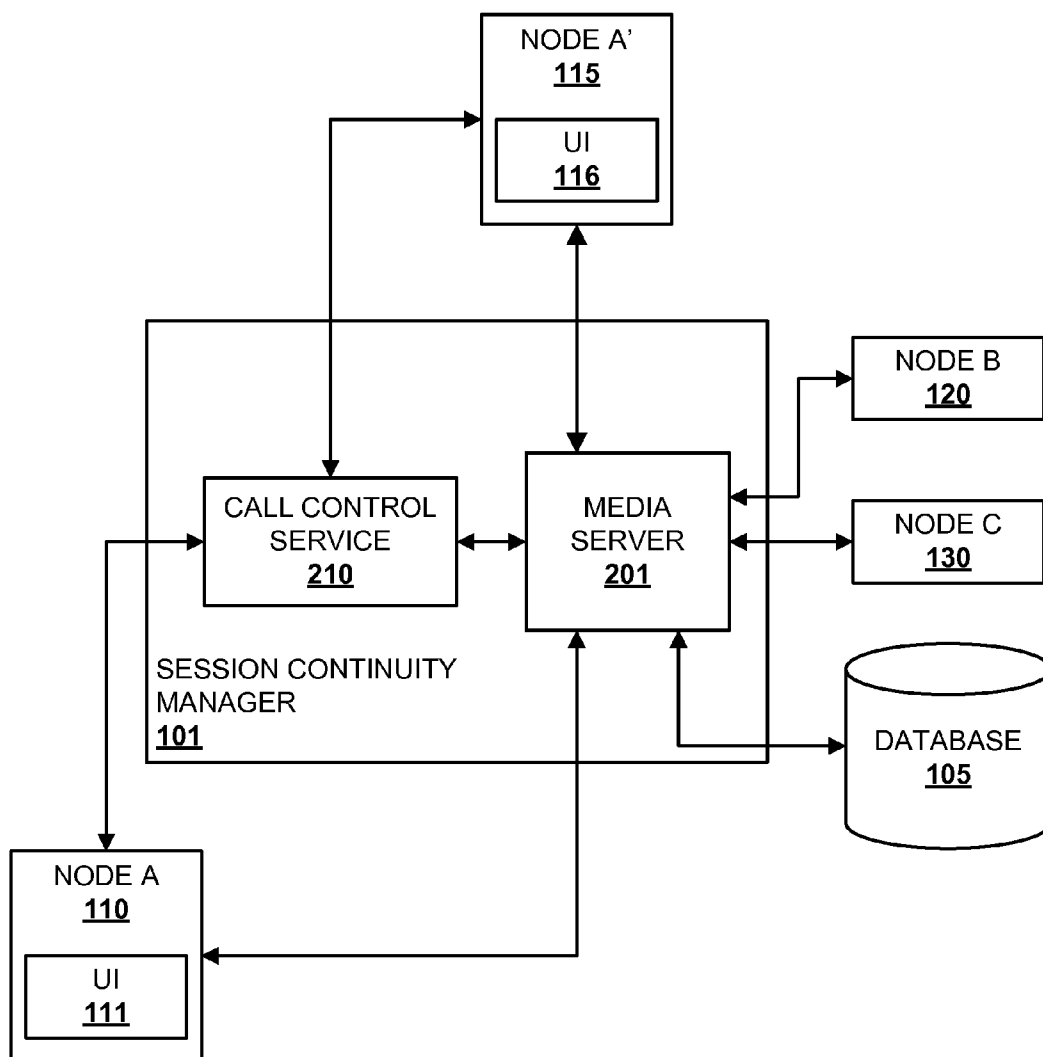 NODE A'
115
UI
116
NODE B
120
CALL CONTROL
SERVICE
210
MEDIA
SERVER
201
NODE C
130
SESSION CONTINUITY
MANAGER
101
DATABASE
105
NODE A
110
UI
111